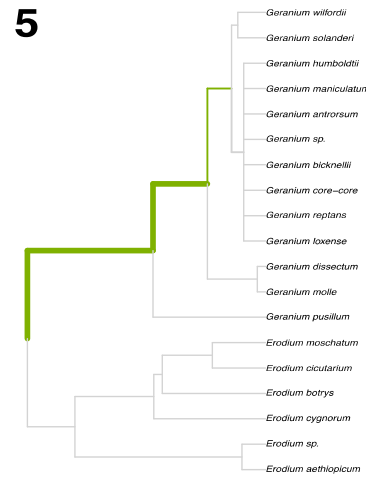 5
Geranium wilfordii
Geranium solanderi
Geranium humboldtii
Geranium maniculatum
Geranium antrorsum
Geranium sp.
Geranium bicknellii
Geranium core-core
Geranium reptans
Geranium loxense
Geranium dissectum
Geranium molle
Geranium pusillum
Erodium moschatum
Erodium cicutarium
Erodium botrys
Erodium cygnorum
Erodium sp.
Erodium aethiopicum